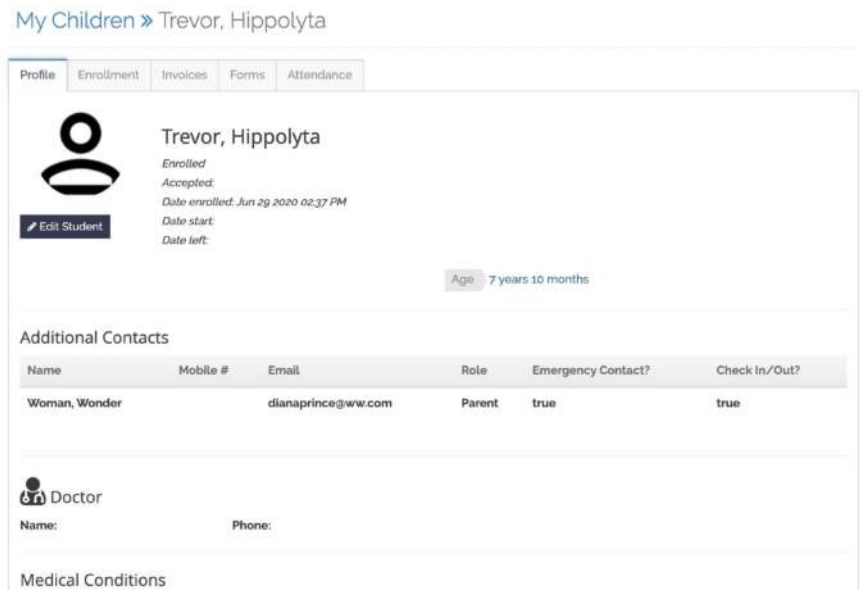 My Children » Trevor, Hippolyta
Profile Enrollment Invoices Forms Attendance
Trevor, Hippolyta
Enrolled
Accepted:
Date enrolled: Jun 29 2020 02:37 PM
Edit Student
Date start:
Date left:
Age 7 years 10 months
Additional Contacts
Name Mobile # Email Role Emergency Contact? Check In/Out?
Woman, Wonder dianaprince@ww.com Parent true true
Doctor
Name: Phone:
Medical Conditions